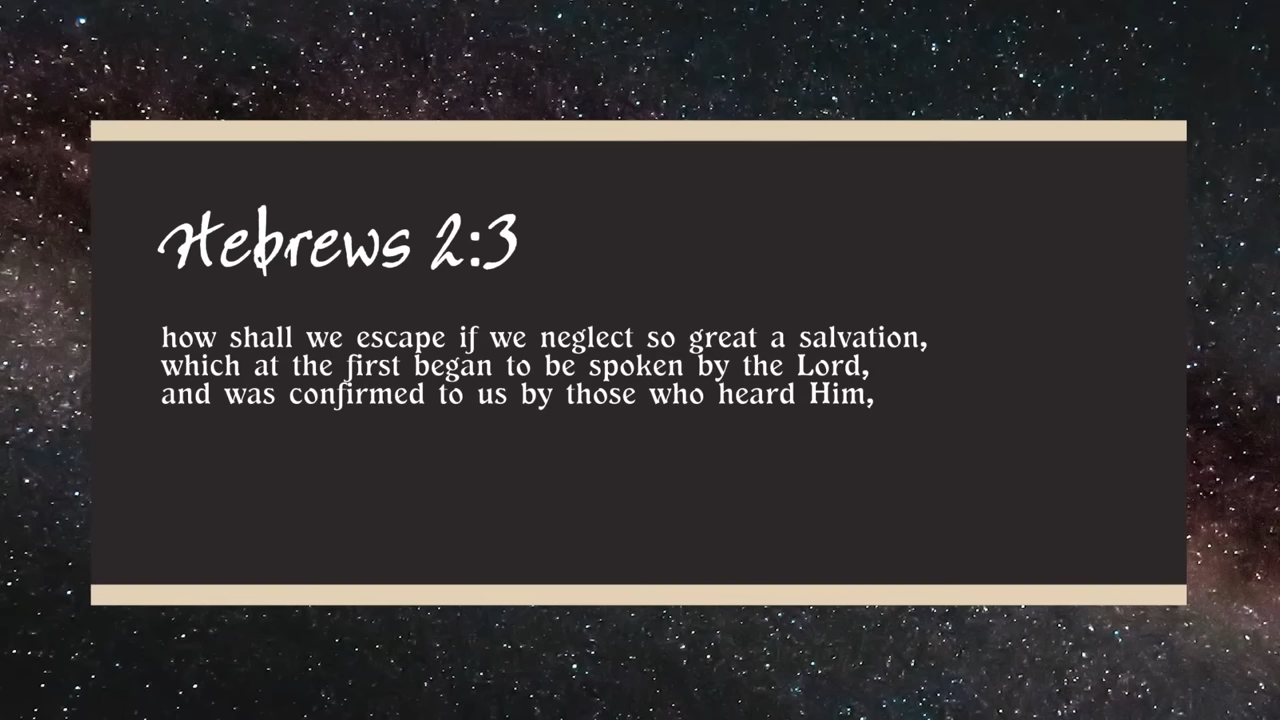 Hebrews 2:3
how shall we escape if we neglect so great a salvation,
which at the first began to be spoken by the Lord,
and was confirmed to us by those who heard Him,